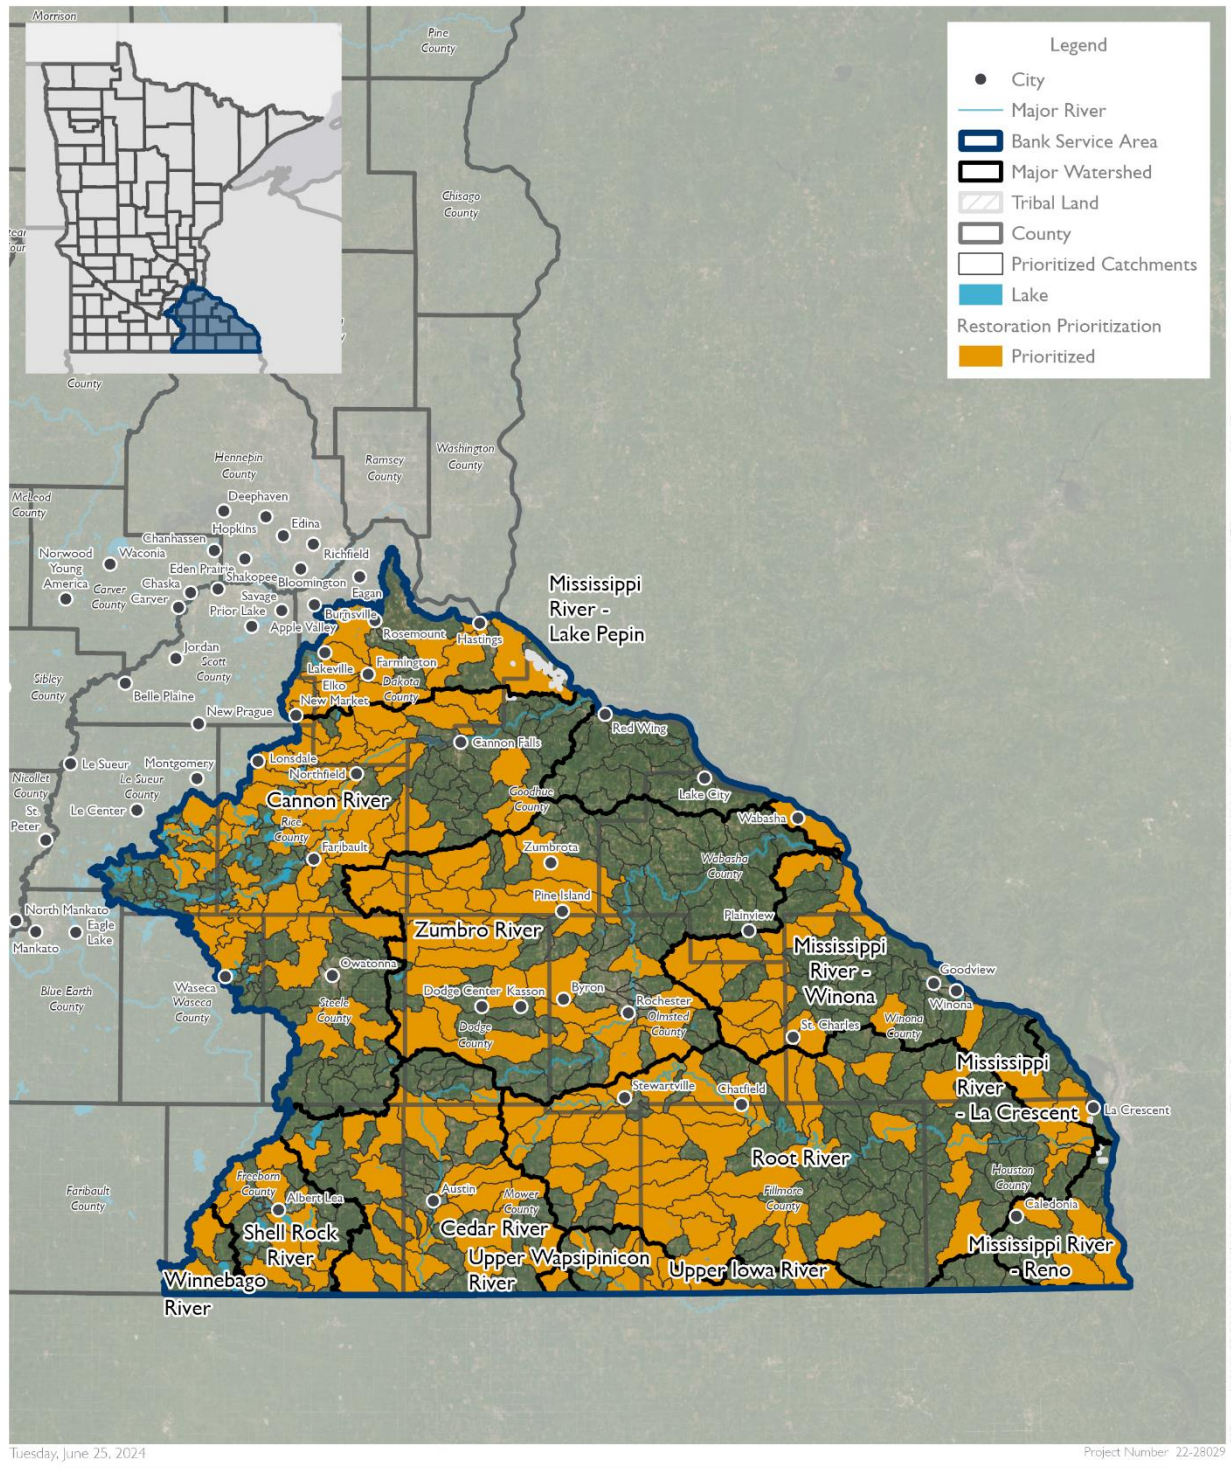 Morrison
Pine
County
Chisago
County
County
Legend
City
Major River
Bank Service Area
Major Watershed
Tribal Land
County
Prioritized Catchments
Lake
Restoration Prioritization
Prioritized
Hennepin
County
Ramsey
County
Washington
County
McLeod
County
Deephaven
Hopkins
Edina
Chanhassen
Richfield
Norwood
Young
America
Waconia
Eden Prairie
Chaska
Shakopee
Bloomington
Carver
County
Carver
Savage
Eagan
Prior Lake
Burnsville
Apple Valley
Rosemount
Hastings
Mississippi
River -
Lake Pepin
Jordan
Scott
County
Lakeville
Farmington
Sibley
County
Elko
New Market
Dakota
County
Belle Plaine
New Prague
Red Wing
Cannon Falls
Le Sueur
Montgomery
Lonsdale
Northfield
Nicollet
County
Le Sueur
County
Lake City
Cannon River
Goodhue
County
St.
Peter
Le Center
Rice
County
Wabasha
Faribault
Zumbrota
Wabasha
County
Pine Island
North Mankato
Mankato
Eagle
Lake
Plainview
Zumbro River
Mississippi
River -
Winona
Owatonna
Goodview
Winona
Waseca
Waseca
County
Blue Earth
County
Steele
County
Dodge Center
Kasson
Byron
Rochester
Olmsted
County
Dodge
County
St. Charles
Winona
County
Mississippi
River
- La Crescent
Stewartville
Chatfield
La Crescent
Root River
Faribault
County
Freeborn
County
Albert Lea
Austin
Mower
County
Fillmore
County
Houston
County
Caledonia
Shell Rock
River
Cedar River
Upper Wapsipinicon
River
Upper Iowa River
Mississippi River
- Reno
Winnebago
River
Tuesday, June 25, 2024
Project Number 22-28029